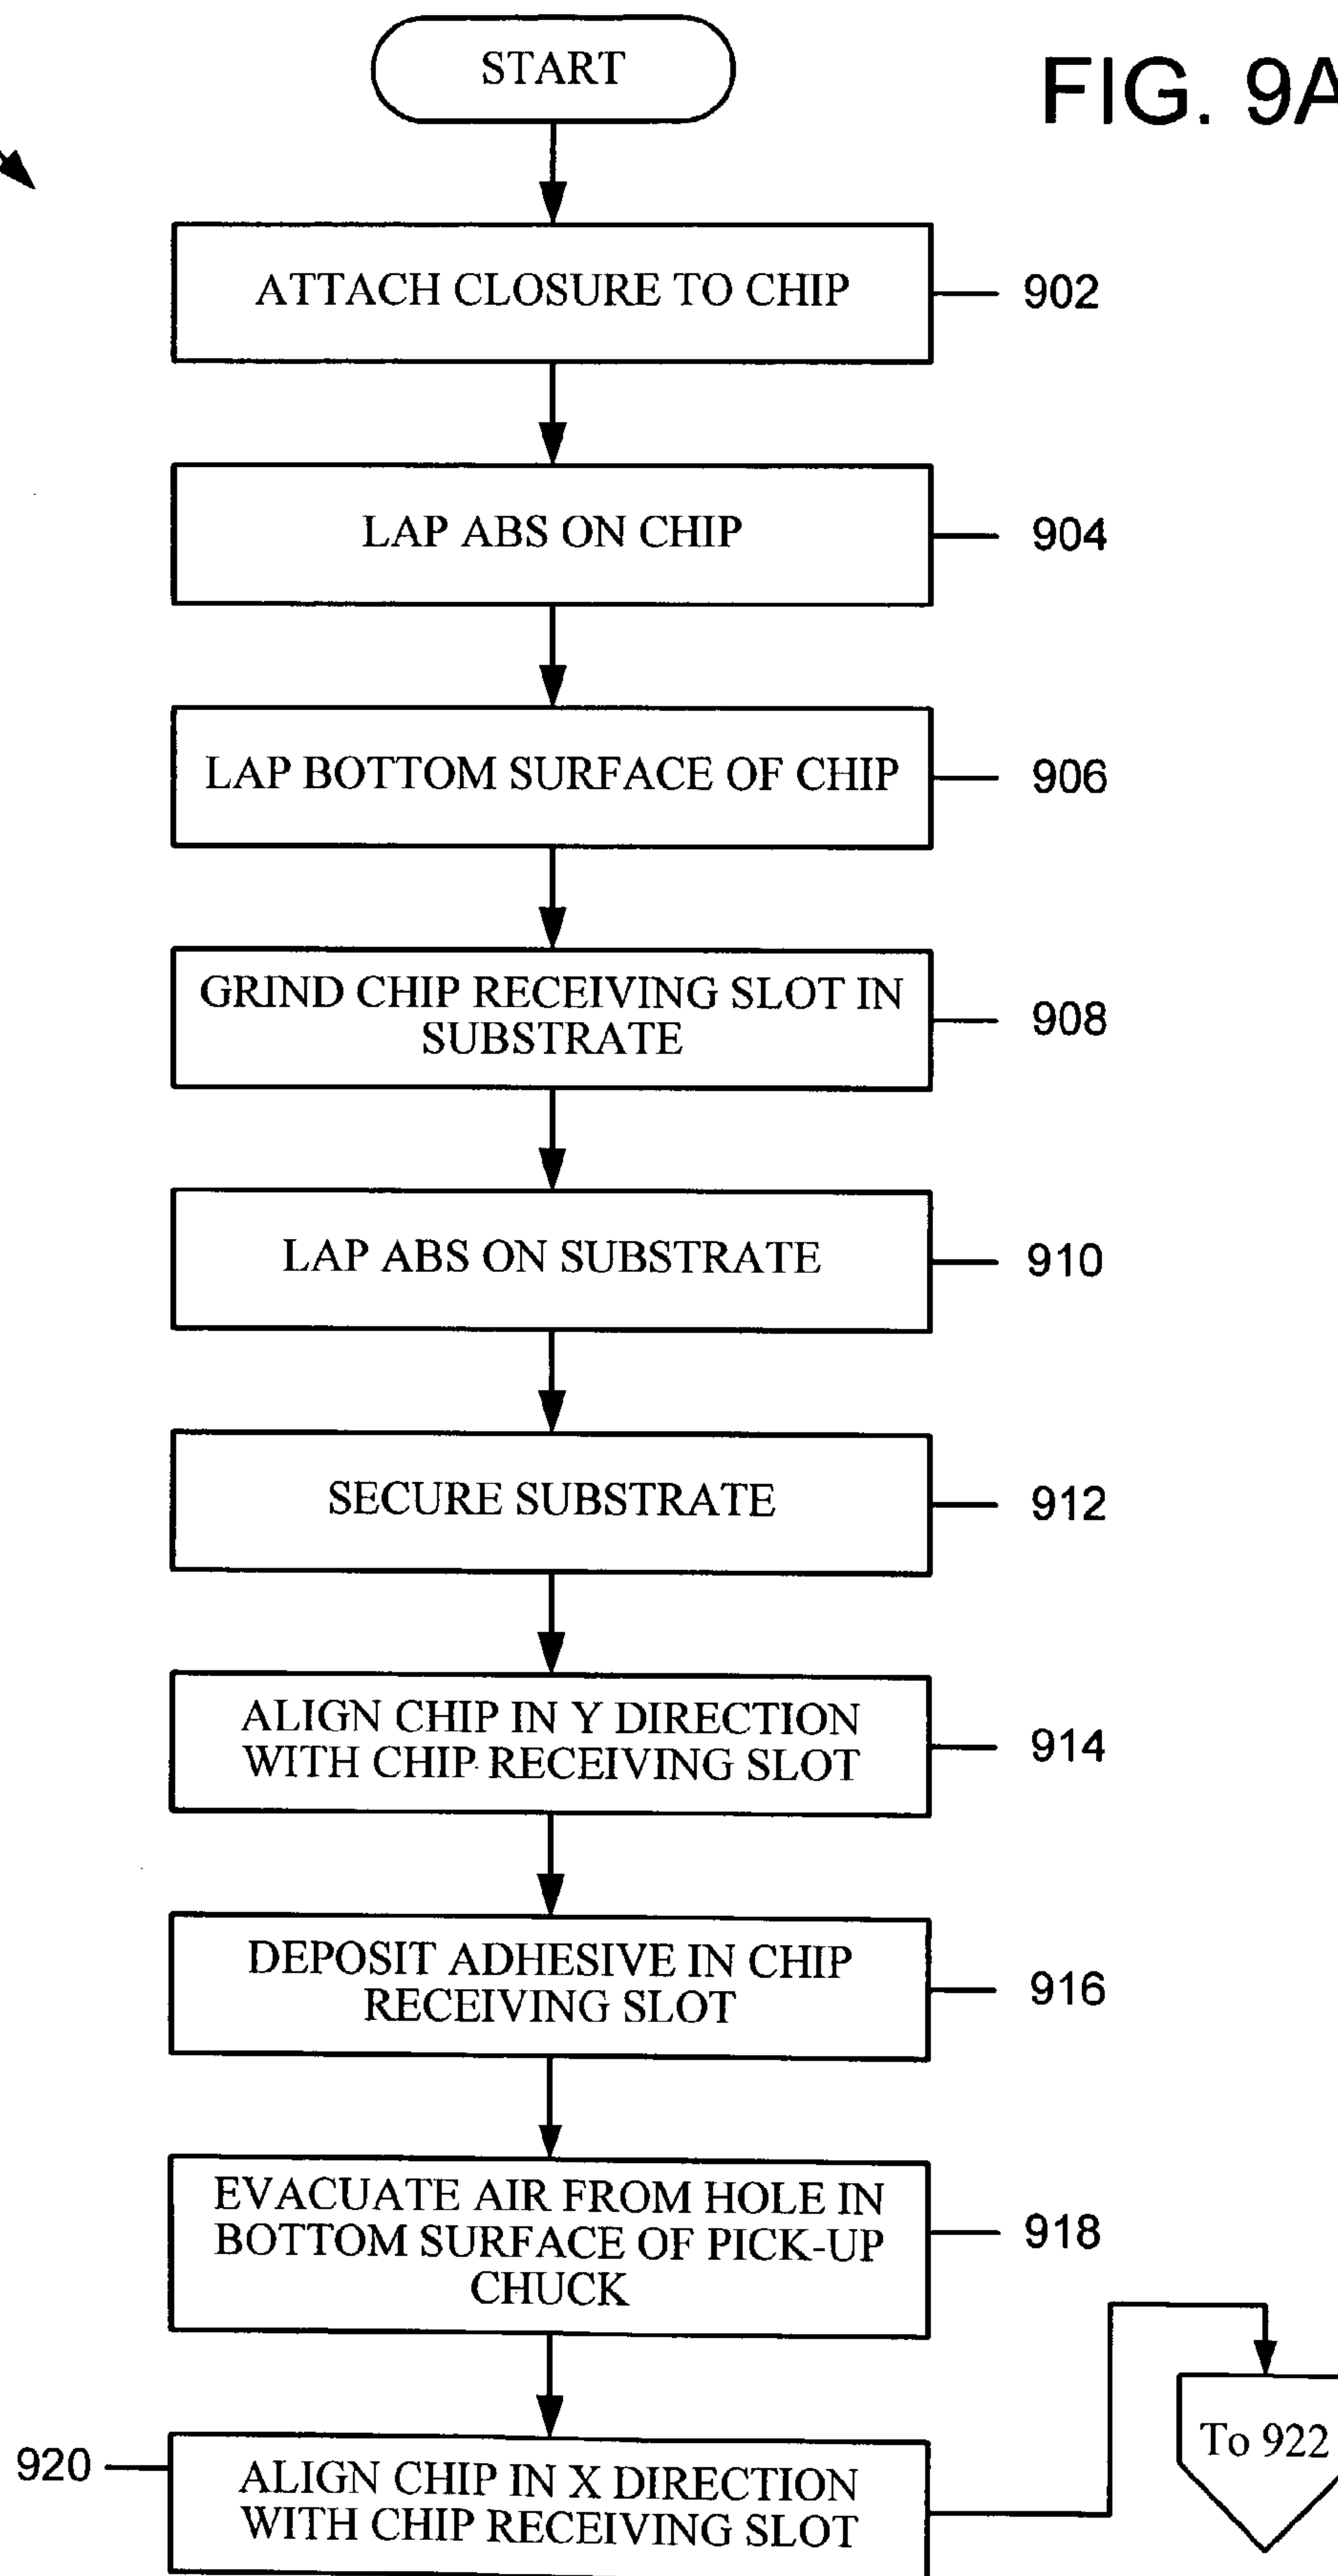 START
FIG. 9A
ATTACH CLOSURE TO CHIP
902
LAP ABS ON CHIP
904
LAP BOTTOM SURFACE OF CHIP
906
GRIND CHIP RECEIVING SLOT IN
SUBSTRATE
908
LAP ABS ON SUBSTRATE
910
SECURE SUBSTRATE
912
ALIGN CHIP IN Y DIRECTION
WITH CHIP RECEIVING SLOT
914
DEPOSIT ADHESIVE IN CHIP
RECEIVING SLOT
916
EVACUATE AIR FROM HOLE IN
BOTTOM SURFACE OF PICK-UP
CHUCK
918
920
ALIGN CHIP IN X DIRECTION
WITH CHIP RECEIVING SLOT
To 922